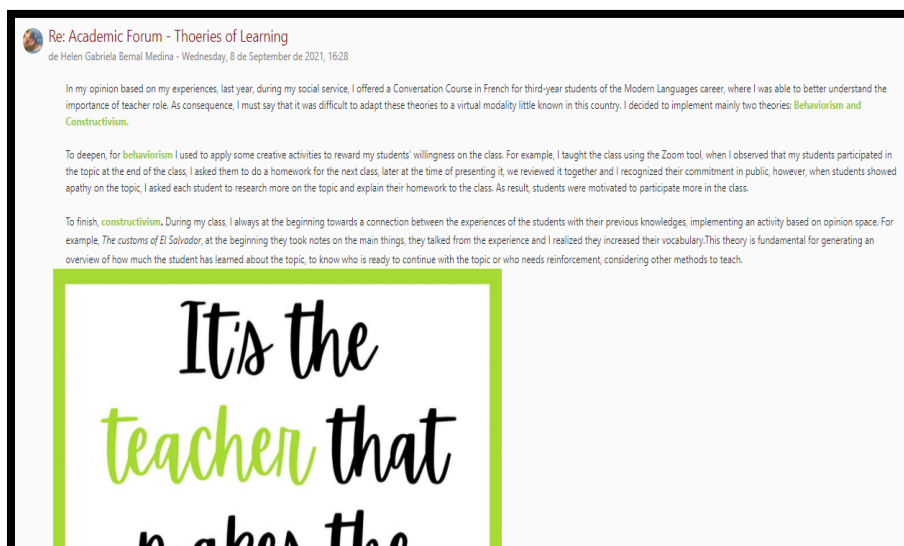 Re: Academic Forum - Thoeries of Learning
de Helen Gabriela Bernal Medina - Wednesday, 8 de September de 2021, 16:28
In my opinion based on my experiences, last year, during my social service, I offered a Conversation Course in French for third-year students of the Modern Languages career, where I was able to better understand the
importance of teacher role. As consequence, I must say that it was difficult to adapt these theories to a virtual modality little known in this country. I decided to implement mainly two theories: Behaviorism and
Constructivism.
To deepen, for behaviorism I used to apply some creative activities to reward my students' willingness on the class. For example, I taught the class using the Zoom tool, when I observed that my students participated in
the topic at the end of the class, I asked them to do a homework for the next class, later at the time of presenting it, we reviewed it together and I recognized their commitment in public, however, when students showed
apathy on the topic, I asked each student to research more on the topic and explain their homework to the class. As result, students were motivated to participate more in the class.
To finish, constructivism. During my class, I always at the beginning towards a connection between the experiences of the students with their previous knowledges, implementing an activity based on opinion space. For
example, The customs of El Salvador, at the beginning they took notes on the main things, they talked from the experience and I realized they increased their vocabulary.This theory is fundamental for generating an
overview of how much the student has learned about the topic, to know who is ready to continue with the topic or who needs reinforcement, considering other methods to teach.
It's the
teacher that
makes the